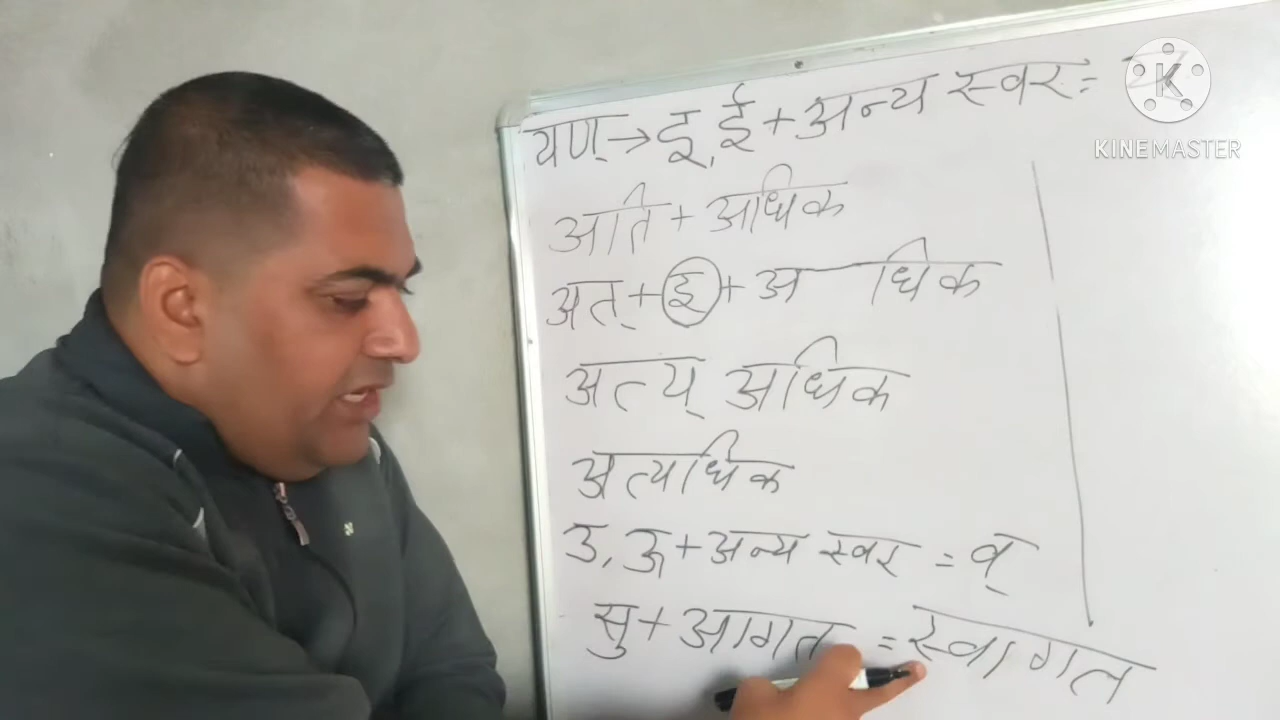 यण् → इ, ई + अन्य स्वर = य्
KINEMASTER
अति + अधिक
अत् + इ + अ धिक
अत्य् अधिक
अत्यधिक
उ, ऊ + अन्य स्वर = व्
सु + आगत = स्वागत